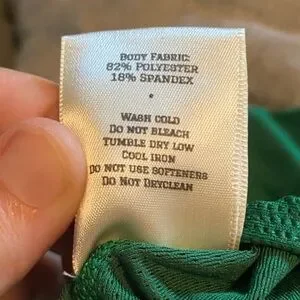 BODY FABRIC:
82% POLYESTER
18% SPANDEX
•
WASH COLD
DO NOT BLEACH
TUMBLE DRY LOW
COOL IRON
DO NOT USE SOFTENERS
DO NOT DRYCLEAN